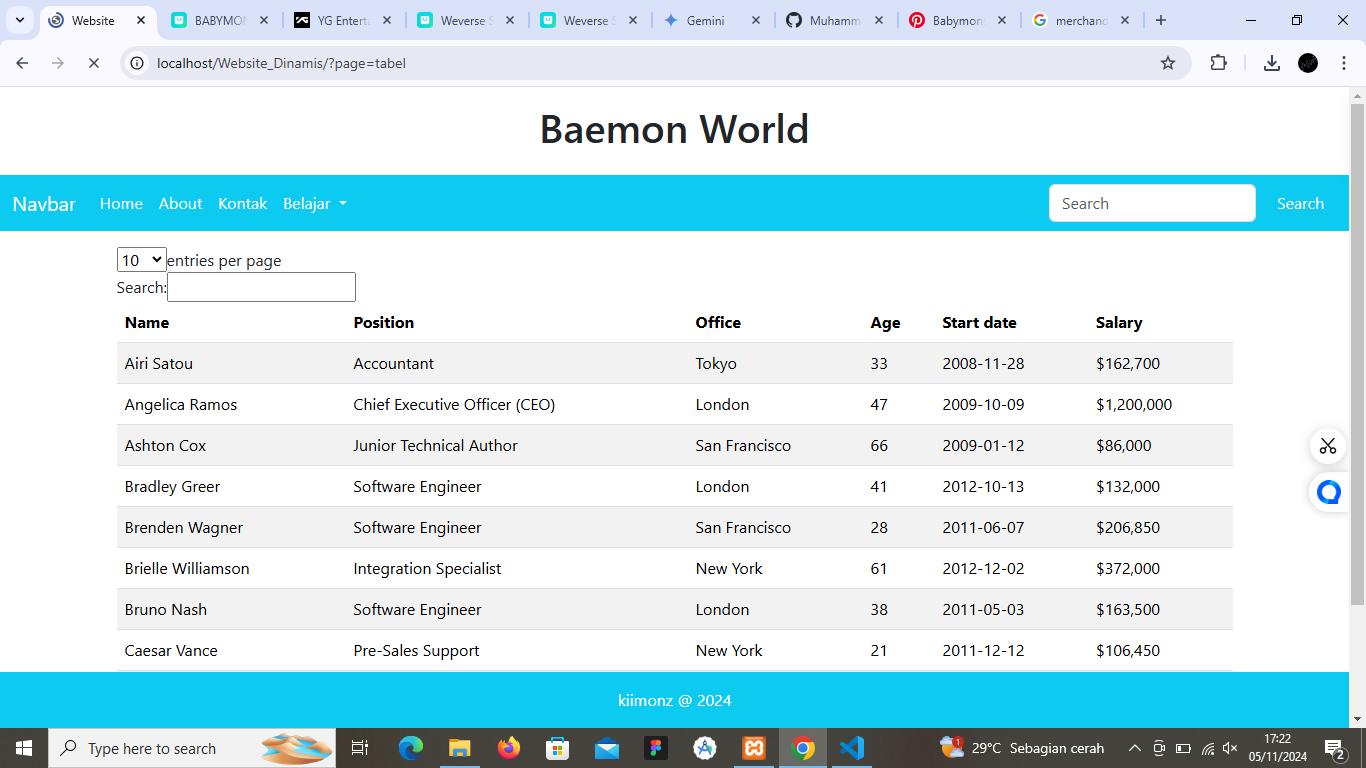 Website BABYMON YG Enterta Weverse S Weverse S Gemini Muhamm Babymons merchand
localhost/Website_Dinamis/?page=tabel
Baemon World
Navbar Home About Kontak Belajar Search Search
10 entries per page
Search:
Name Position Office Age Start date Salary
Airi Satou Accountant Tokyo 33 2008-11-28 $162,700
Angelica Ramos Chief Executive Officer (CEO) London 47 2009-10-09 $1,200,000
Ashton Cox Junior Technical Author San Francisco 66 2009-01-12 $86,000
Bradley Greer Software Engineer London 41 2012-10-13 $132,000
Brenden Wagner Software Engineer San Francisco 28 2011-06-07 $206,850
Brielle Williamson Integration Specialist New York 61 2012-12-02 $372,000
Bruno Nash Software Engineer London 38 2011-05-03 $163,500
Caesar Vance Pre-Sales Support New York 21 2011-12-12 $106,450
kiimonz @ 2024
Type here to search 1 29°C Sebagian cerah 17:22
05/11/2024 2